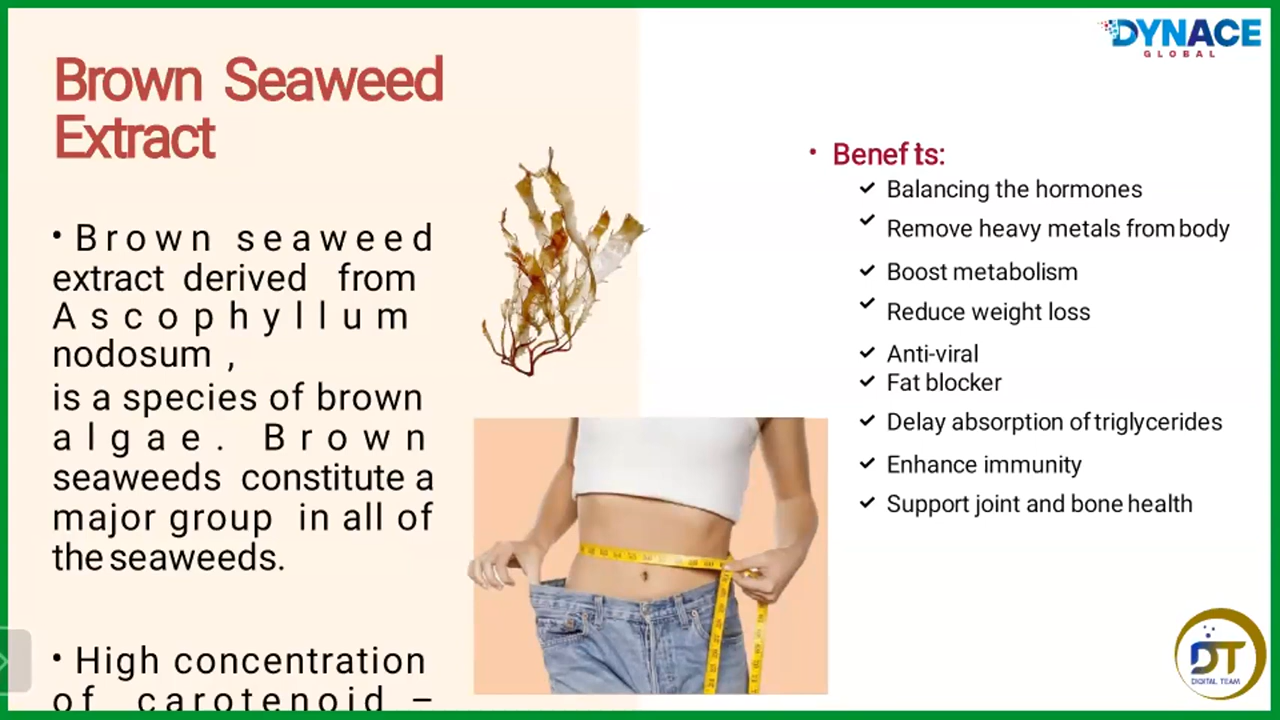 DYNACE
GLOBAL
Brown Seaweed
Extract
• Brown seaweed
extract derived from
Ascophyllum
nodosum ,
is a species of brown
algae. Brown
seaweeds constitute a
major group in all of
the seaweeds.
• High concentration
of carotenoid –
• Benef ts:
✔ Balancing the hormones
✔ Remove heavy metals from body
✔ Boost metabolism
✔ Reduce weight loss
✔ Anti-viral
✔ Fat blocker
✔ Delay absorption of triglycerides
✔ Enhance immunity
✔ Support joint and bone health
DT
DIGITAL TEAM